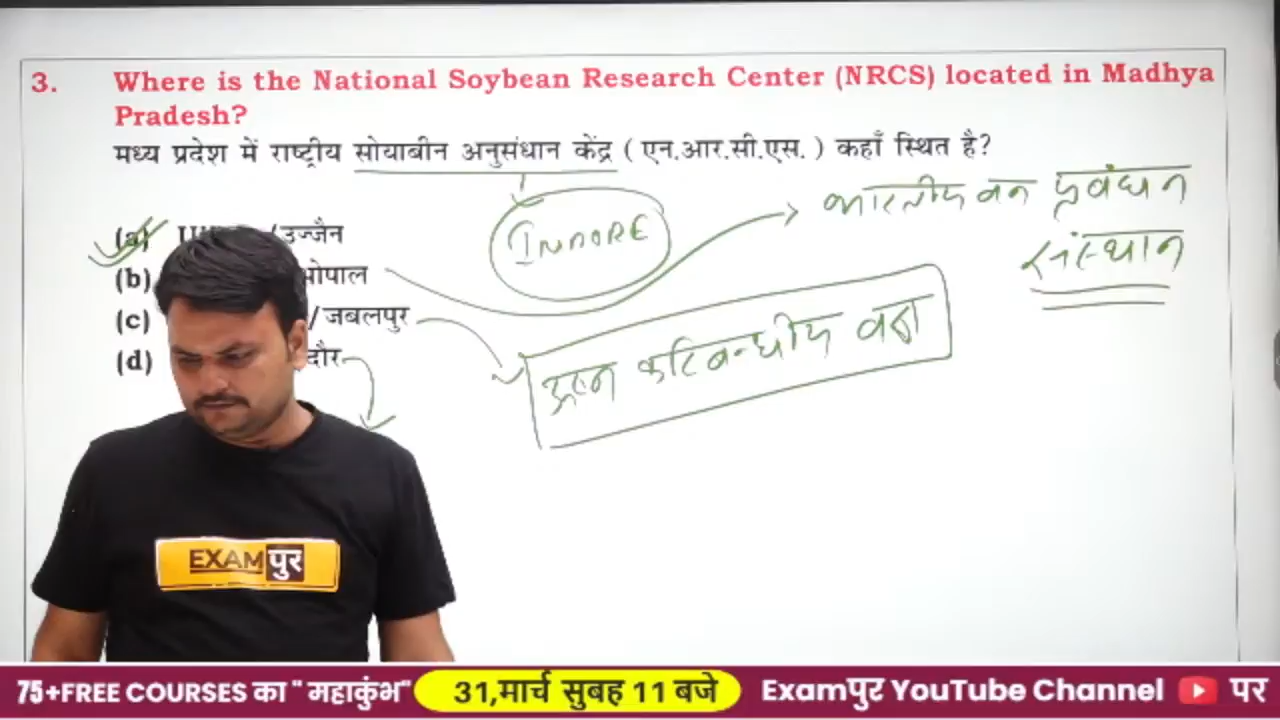 3. Where is the National Soybean Research Center (NRCS) located in Madhya
Pradesh?
मध्य प्रदेश में राष्ट्रीय सोयाबीन अनुसंधान केंद्र ( एन.आर.सी.एस. ) कहाँ स्थित है?
(a) /उज्जैन
(b) भोपाल
(c) /जबलपुर
(d)
INDORE
भारतीय वन प्रबंधन
संस्थान
कटिबन्धीय
EXAMपुर
75+FREE COURSES का " महाकुंभ"
31,मार्च सुबह 11 बजे
Examपुर YouTube Channel पर